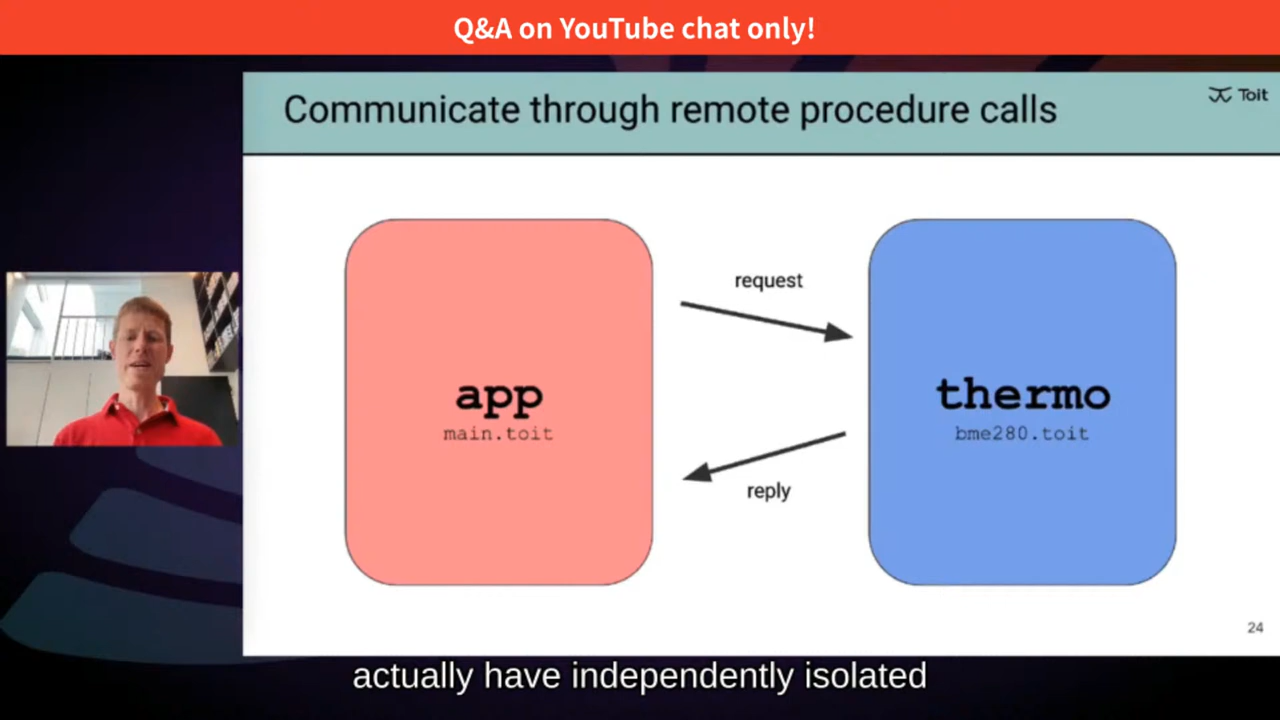 Q&A on YouTube chat only!
Communicate through remote procedure calls
Toit
request
app
main.toit
thermo
bme280.toit
reply
24
actually have independently isolated